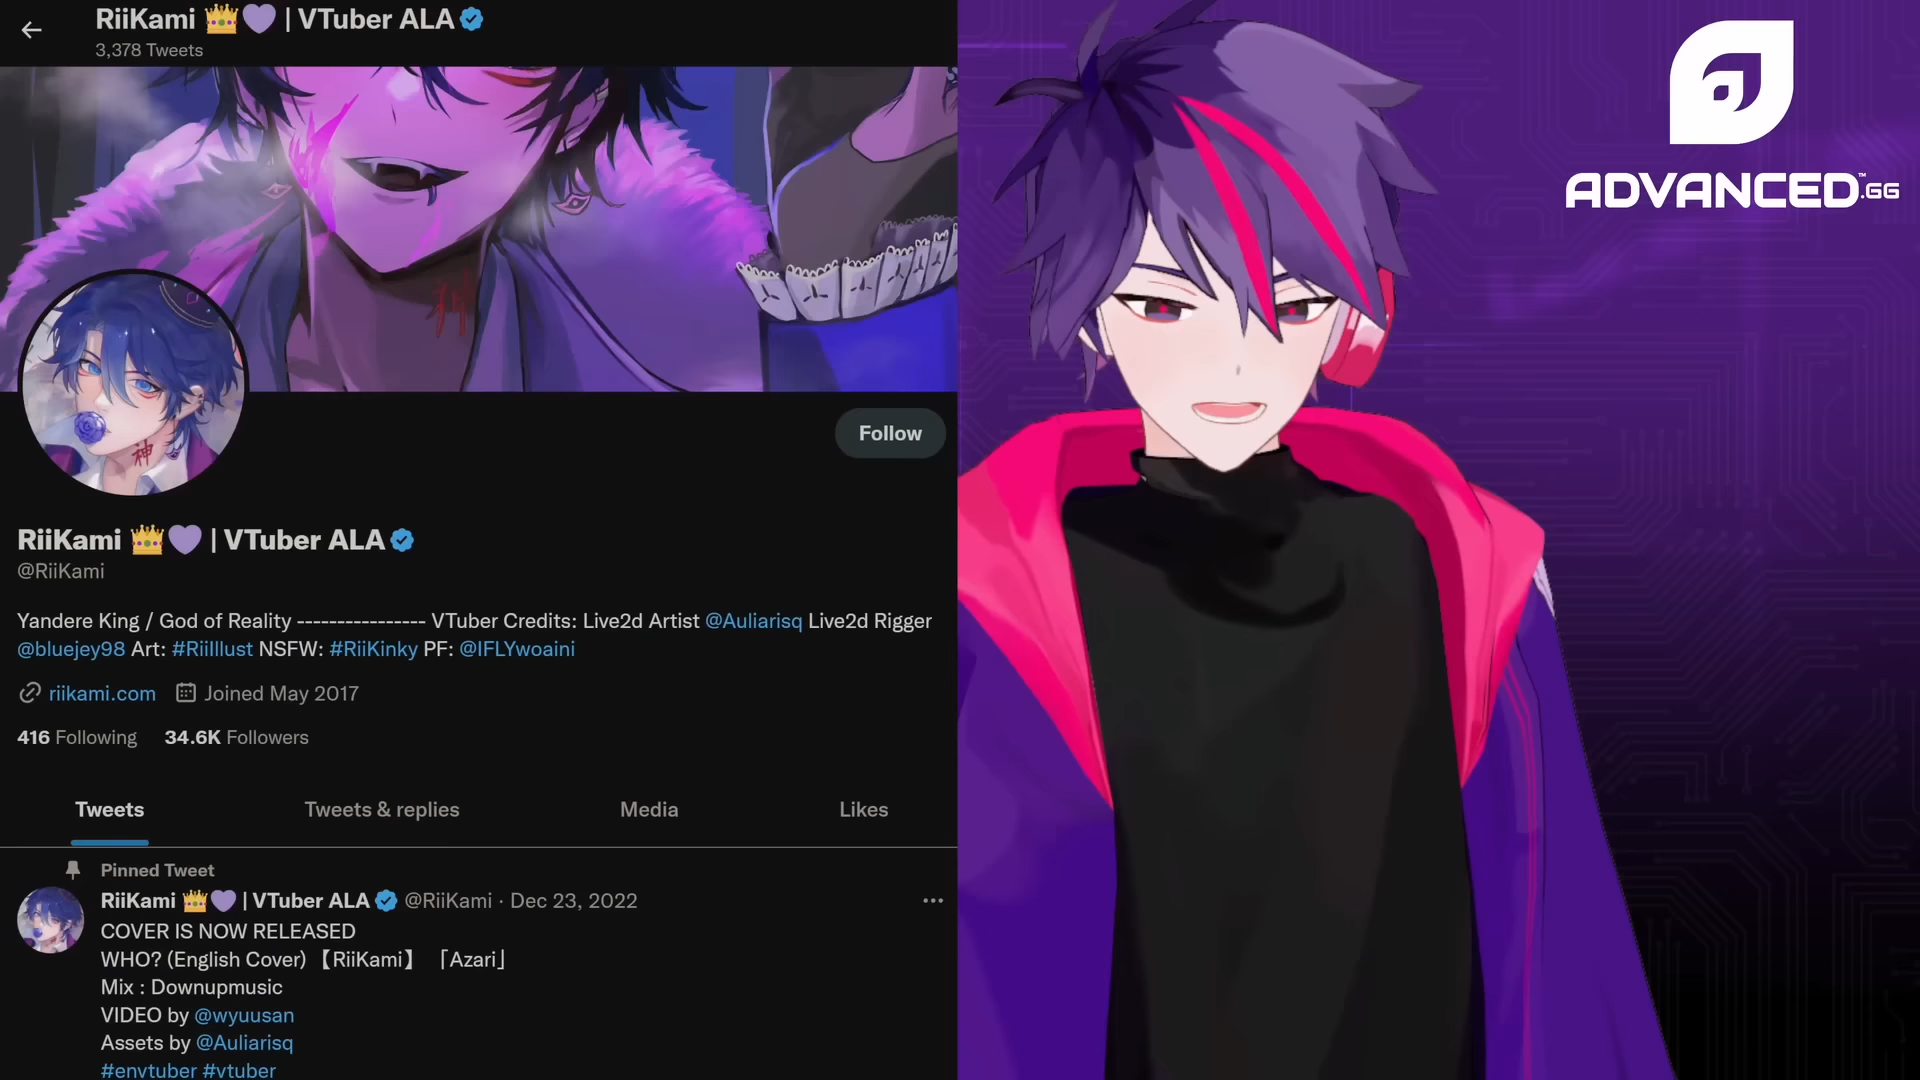 RiiKami 👑💜 | VTuber ALA
3,378 Tweets
ADVANCED™.GG
神
神
Follow
RiiKami 👑💜 | VTuber ALA
@RiiKami
Yandere King / God of Reality ---------------- VTuber Credits: Live2d Artist @Auliarisq Live2d Rigger
@bluejey98 Art: #RiiIllust NSFW: #RiiKinky PF: @IFLYwoaini
riikami.com Joined May 2017
416 Following 34.6K Followers
Tweets Tweets & replies Media Likes
Pinned Tweet
RiiKami 👑💜 | VTuber ALA @RiiKami · Dec 23, 2022
COVER IS NOW RELEASED
WHO? (English Cover) 【RiiKami】 「Azari」
Mix : Downupmusic
VIDEO by @wyuusan
Assets by @Auliarisq
#envtuber #vtuber